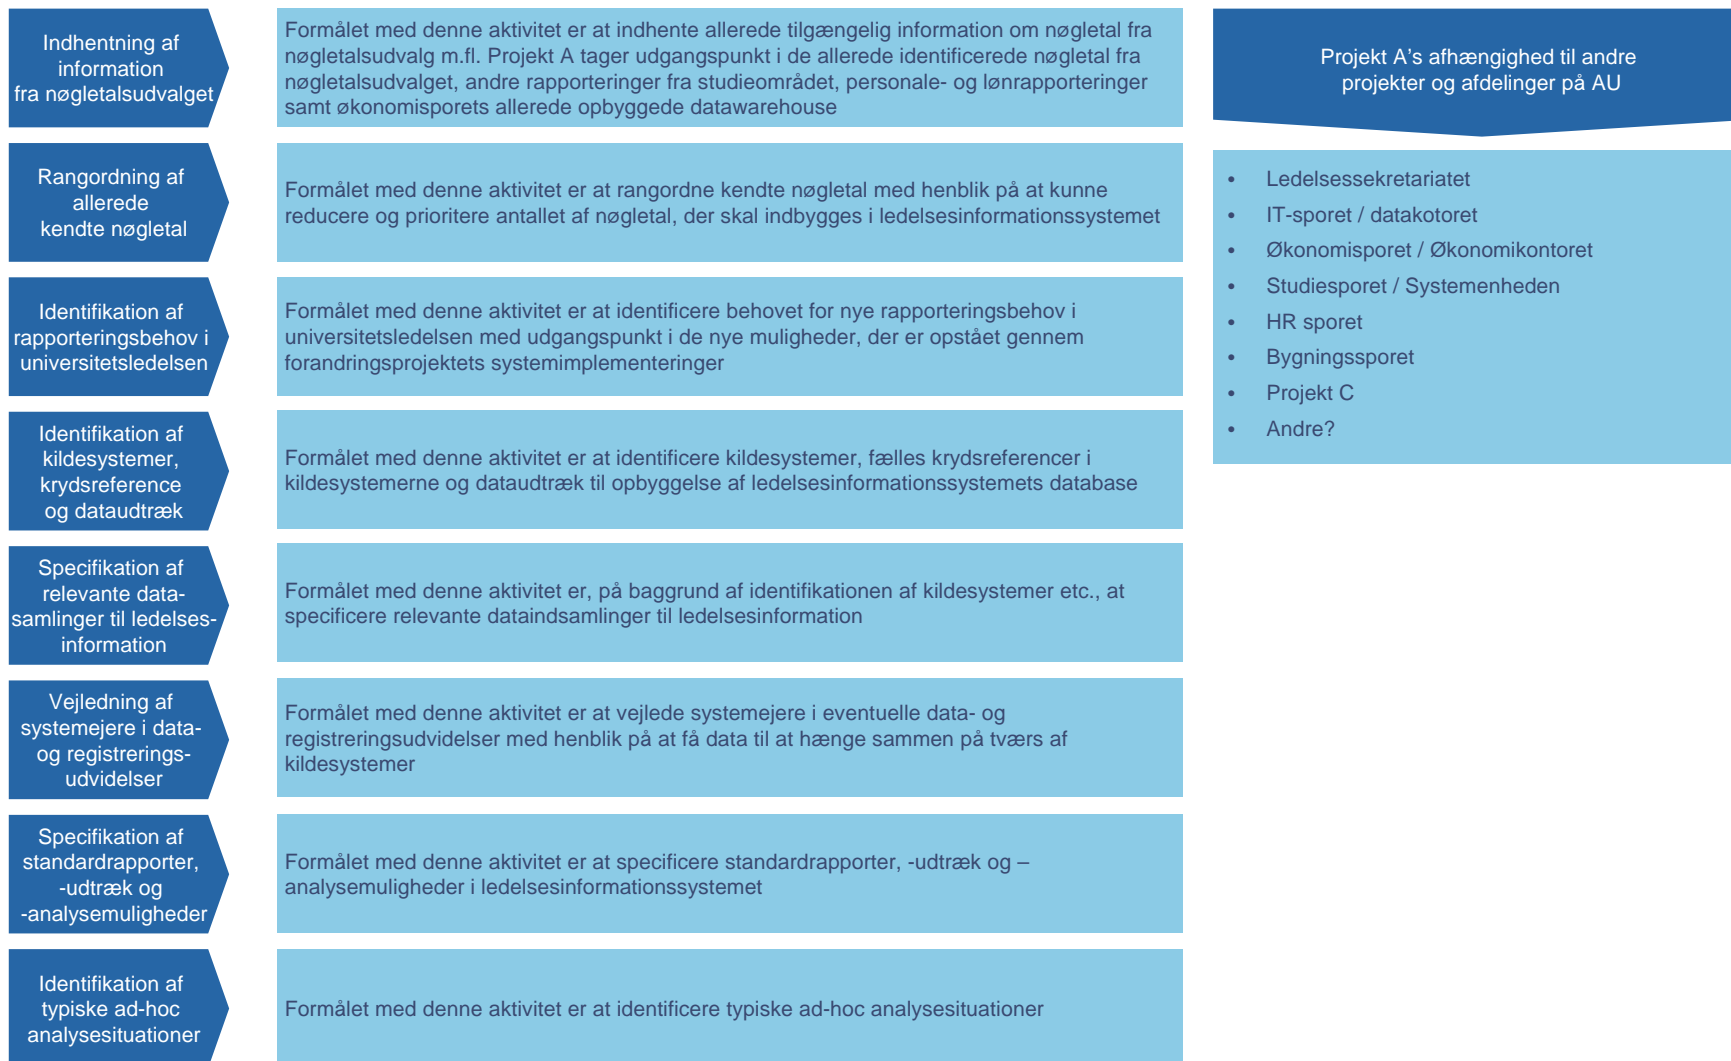 Indhentning af
information
fra nøgletalsudvalget
Formålet med denne aktivitet er at indhente allerede tilgængelig information om nøgletal fra
nøgletalsudvalg m.fl. Projekt A tager udgangspunkt i de allerede identificerede nøgletal fra
nøgletalsudvalget, andre rapporteringer fra studieområdet, personale- og lønrapporteringer
samt økonomisporets allerede opbyggede datawarehouse
Rangordning af
allerede
kendte nøgletal
Formålet med denne aktivitet er at rangordne kendte nøgletal med henblik på at kunne
reducere og prioritere antallet af nøgletal, der skal indbygges i ledelsesinformationssystemet
Identifikation af
rapporteringsbehov i
universitetsledelsen
Formålet med denne aktivitet er at identificere behovet for nye rapporteringsbehov i
universitetsledelsen med udgangspunkt i de nye muligheder, der er opstået gennem
forandringsprojektets systemimplementeringer
Identifikation af
kildesystemer,
krydsreference
og dataudtræk
Formålet med denne aktivitet er at identificere kildesystemer, fælles krydsreferencer i
kildesystemerne og dataudtræk til opbyggelse af ledelsesinformationssystemets database
Specifikation af
relevante data-
samlinger til ledelses-
information
Formålet med denne aktivitet er, på baggrund af identifikationen af kildesystemer etc., at
specificere relevante dataindsamlinger til ledelsesinformation
Vejledning af
systemejere i data-
og registrerings-
udvidelser
Formålet med denne aktivitet er at vejlede systemejere i eventuelle data- og
registreringsudvidelser med henblik på at få data til at hænge sammen på tværs af
kildesystemer
Specifikation af
standardrapporter,
-udtræk og
-analysemuligheder
Formålet med denne aktivitet er at specificere standardrapporter, -udtræk og –
analysemuligheder i ledelsesinformationssystemet
Identifikation af
typiske ad-hoc
analysesituationer
Formålet med denne aktivitet er at identificere typiske ad-hoc analysesituationer
Projekt A’s afhængighed til andre
projekter og afdelinger på AU
• Ledelsessekretariatet
• IT-sporet / datakotoret
• Økonomisporet / Økonomikontoret
• Studiesporet / Systemenheden
• HR sporet
• Bygningssporet
• Projekt C
• Andre?